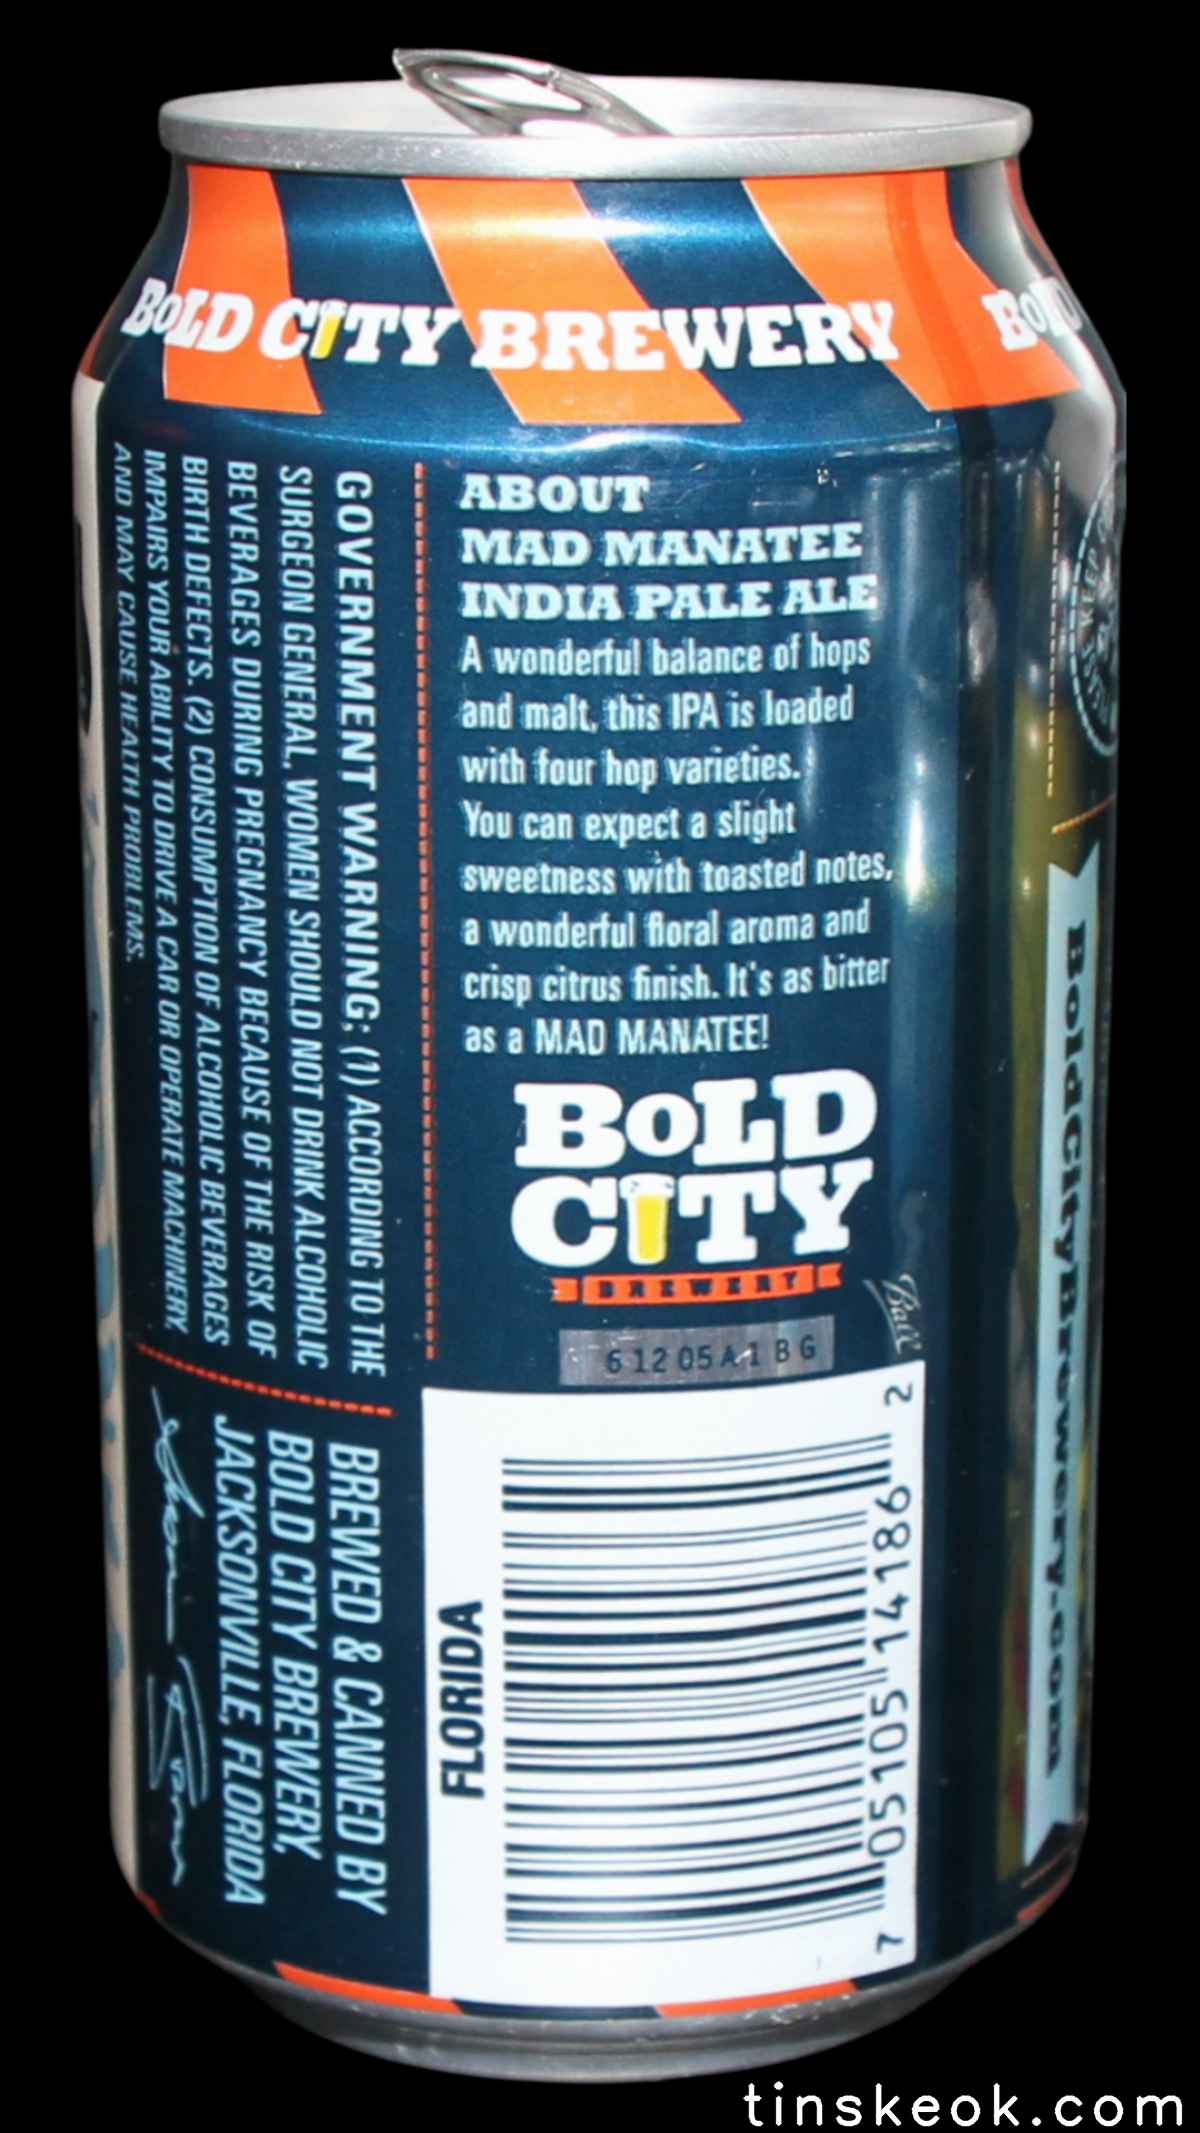 BOLD CITY BREWERY
BOLD
ABOUT
MAD MANATEE
INDIA PALE ALE
A wonderful balance of hops
and malt, this IPA is loaded
with four hop varieties.
You can expect a slight
sweetness with toasted notes,
a wonderful floral aroma and
crisp citrus finish. It's as bitter
as a MAD MANATEE!
BOLD
CITY
BREWERY
Ball
61205A1BG
GOVERNMENT WARNING: (1) ACCORDING TO THE
SURGEON GENERAL, WOMEN SHOULD NOT DRINK ALCOHOLIC
BEVERAGES DURING PREGNANCY BECAUSE OF THE RISK OF
BIRTH DEFECTS. (2) CONSUMPTION OF ALCOHOLIC BEVERAGES
IMPAIRS YOUR ABILITY TO DRIVE A CAR OR OPERATE MACHINERY,
AND MAY CAUSE HEALTH PROBLEMS.
BREWED & CANNED BY
BOLD CITY BREWERY,
JACKSONVILLE, FLORIDA
FLORIDA
7 05105 14186 2
KEEP
BoldCityBrewery.com
tinskeok.com